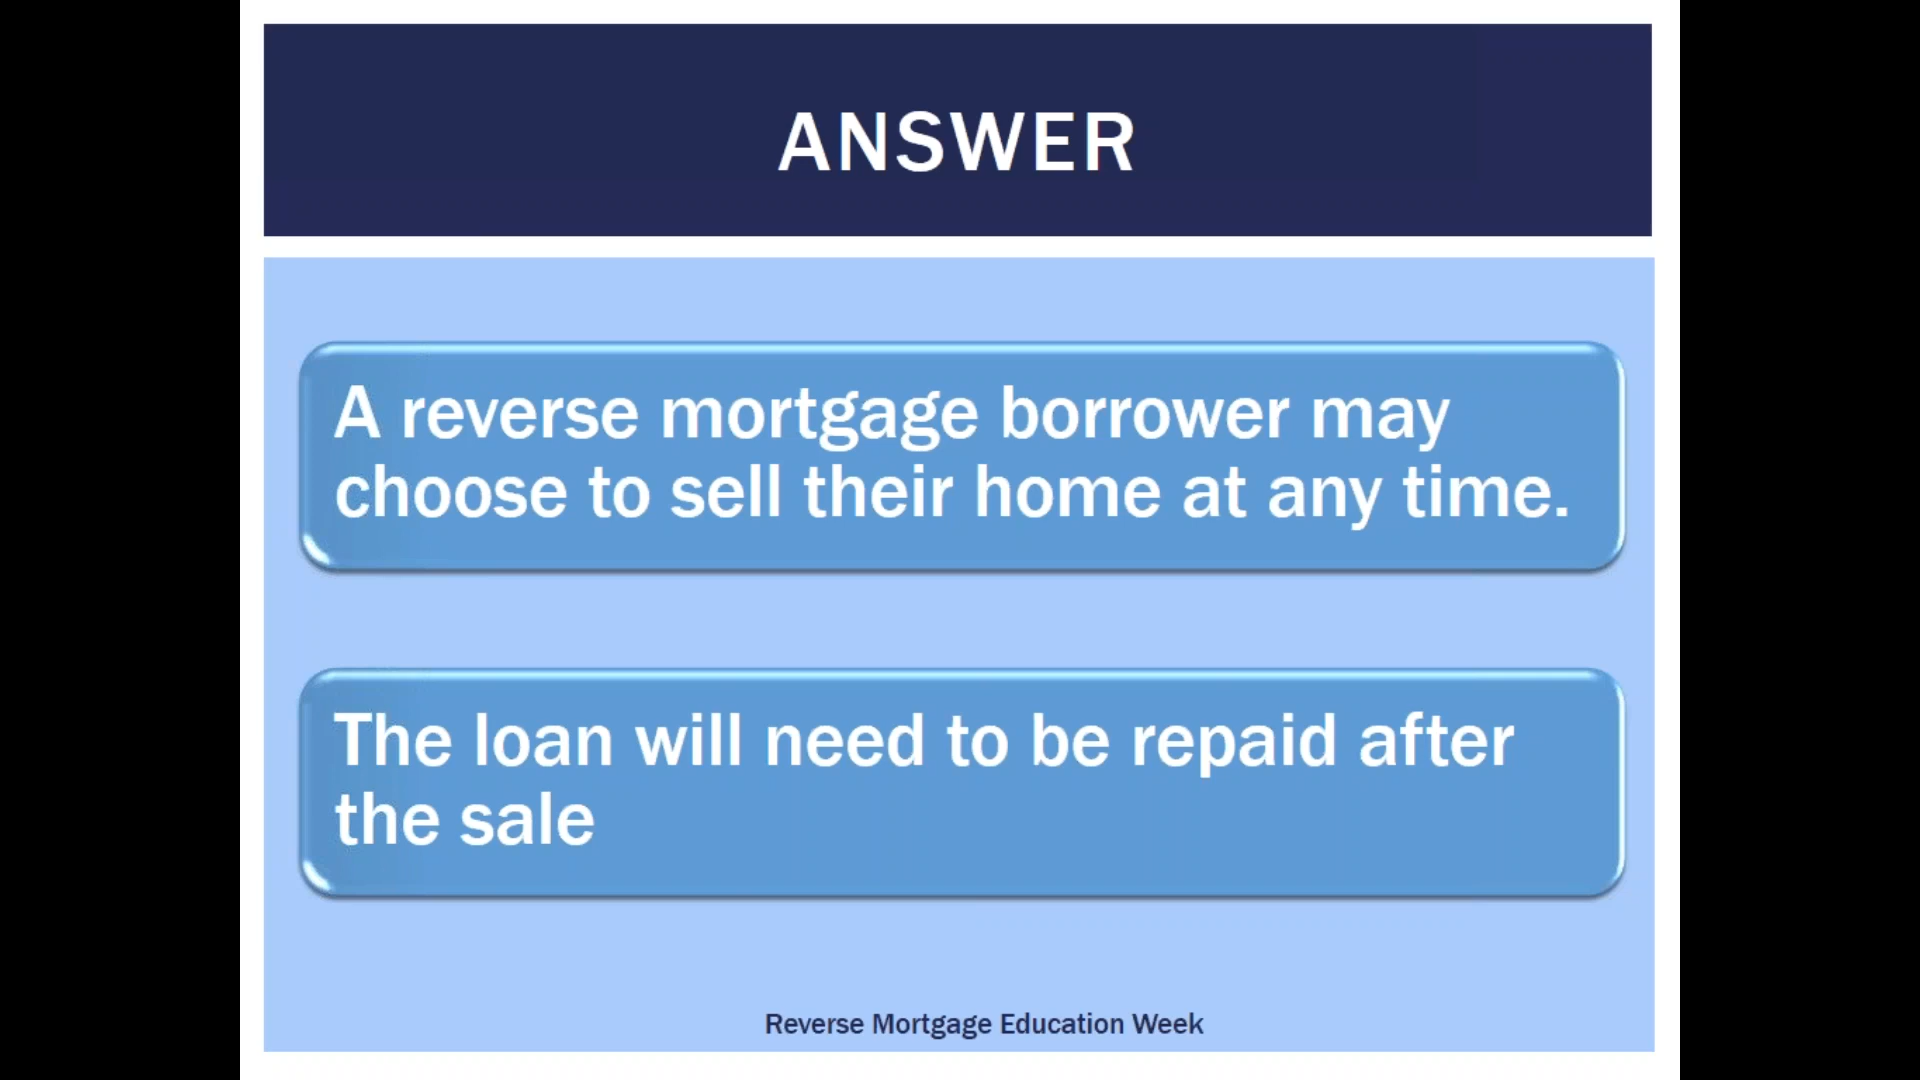 ANSWER
A reverse mortgage borrower may
choose to sell their home at any time.
The loan will need to be repaid after
the sale
Reverse Mortgage Education Week